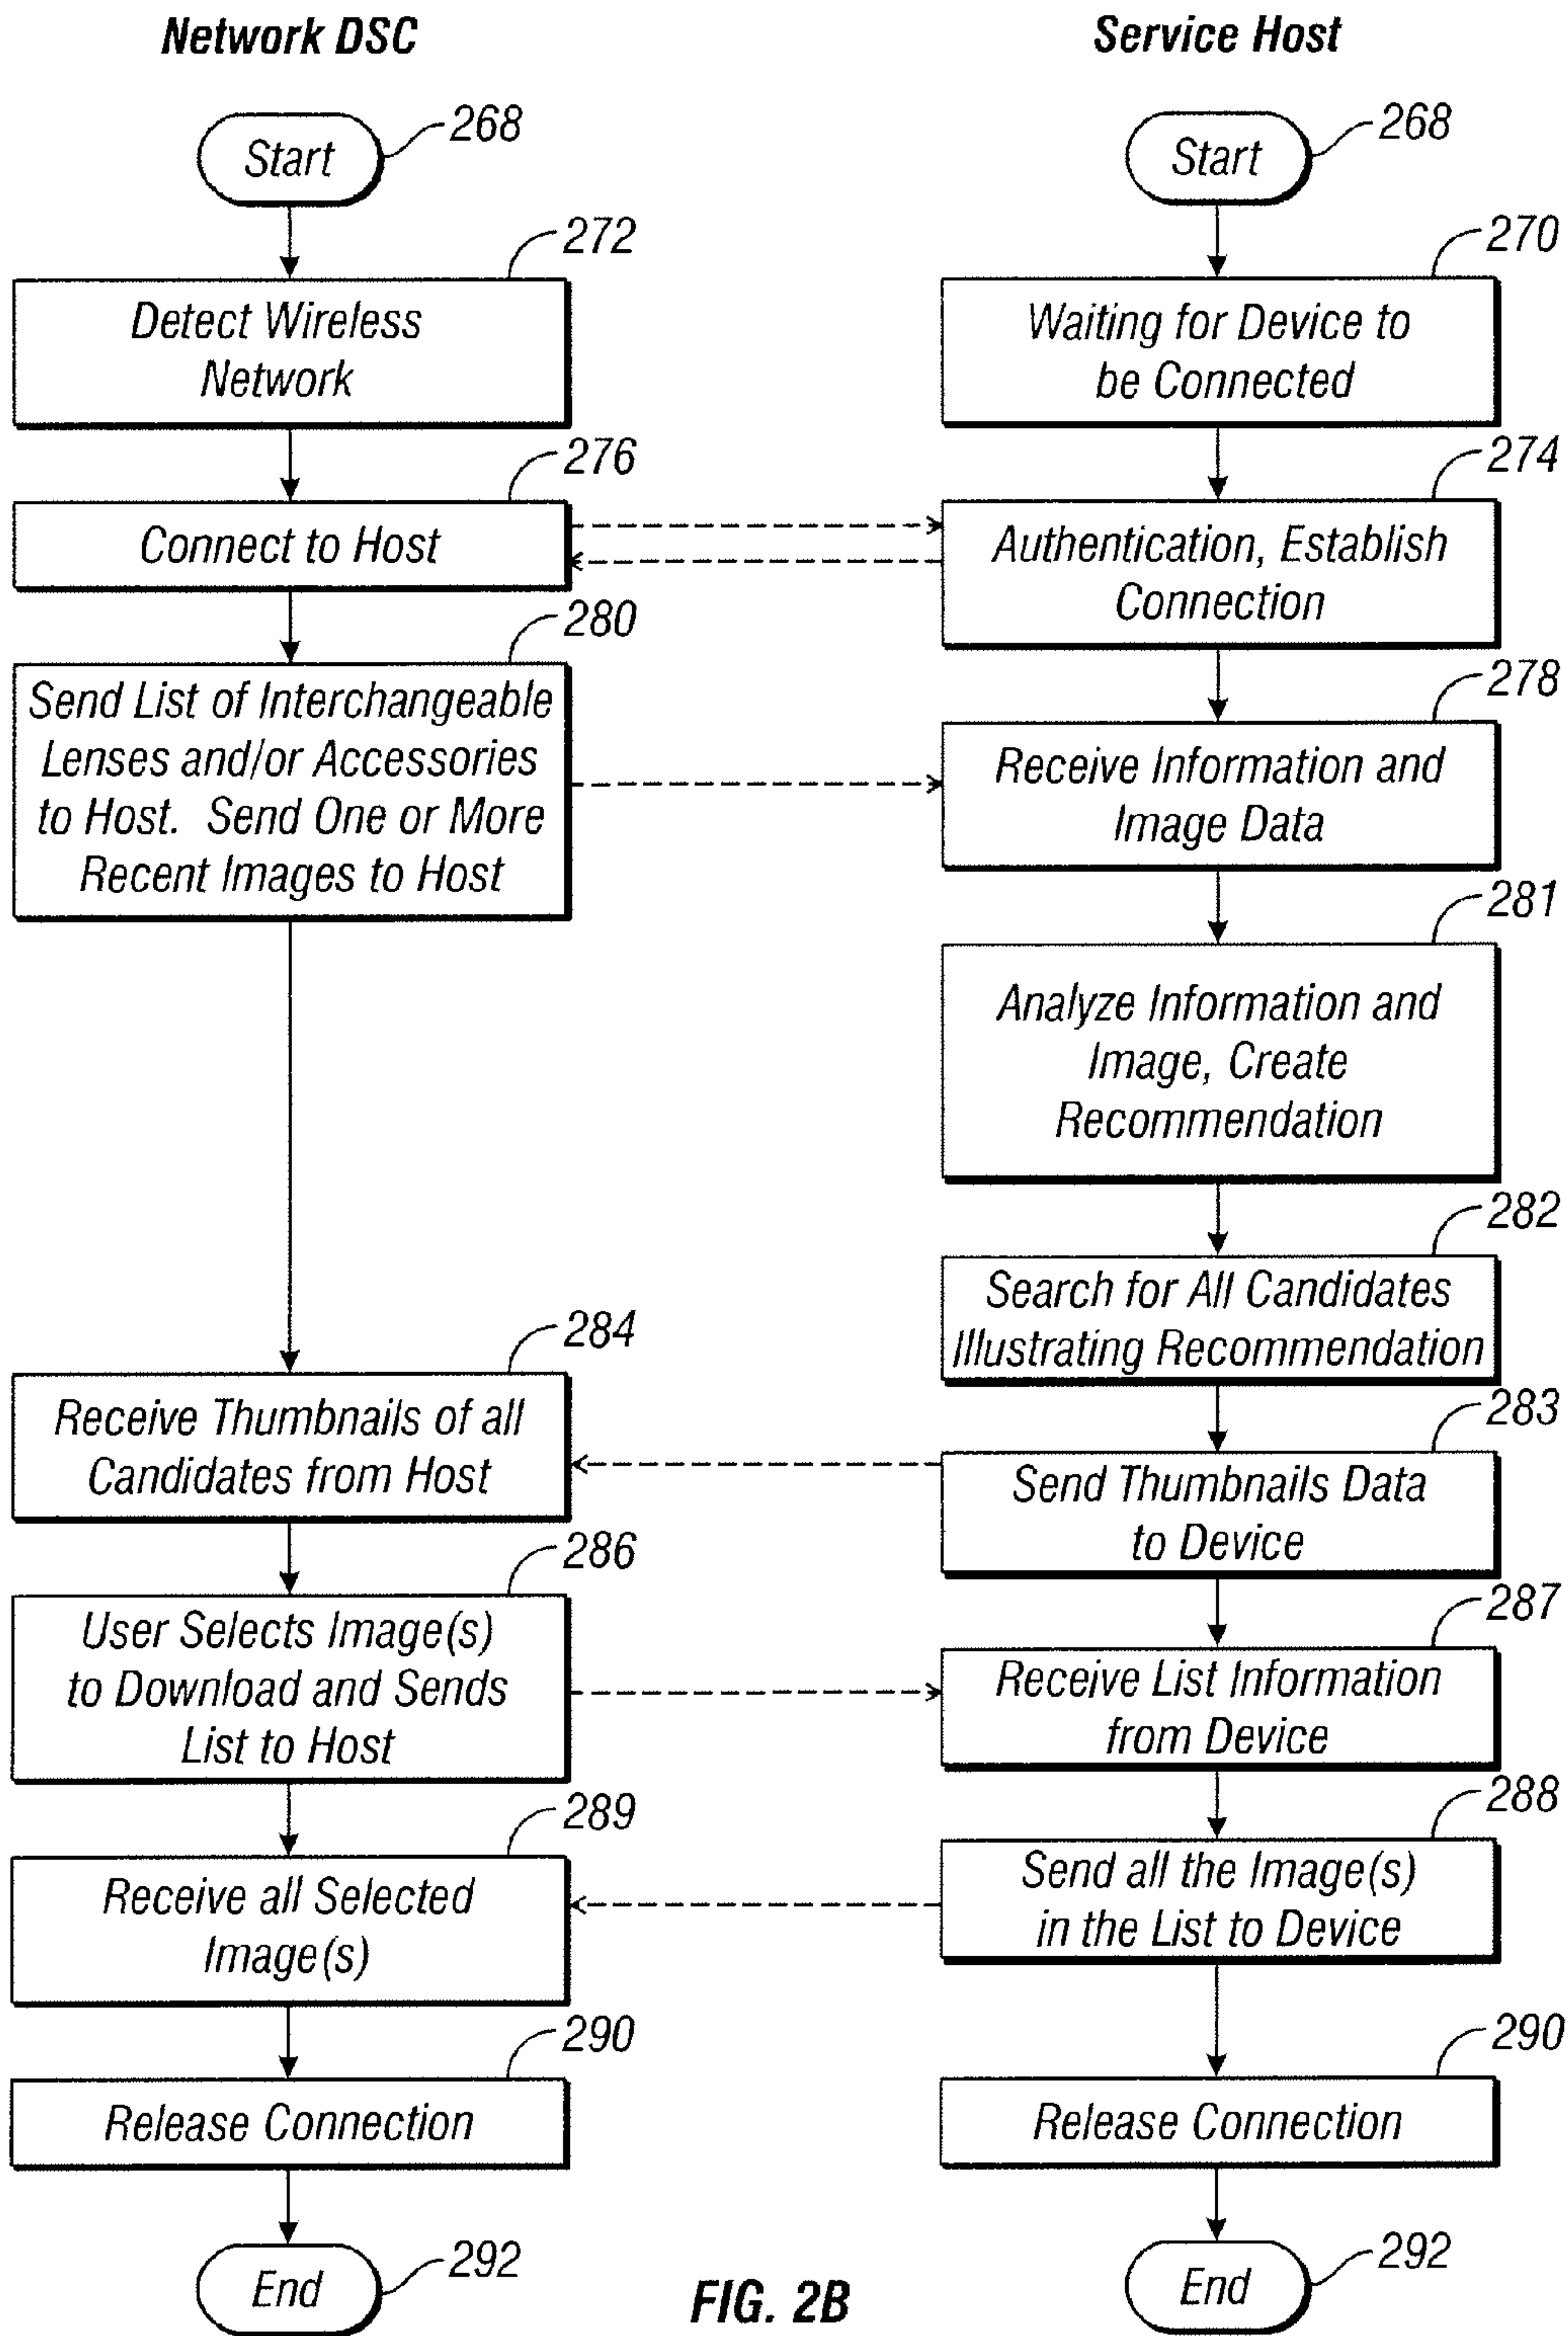 Network DSC
Start
268
272
Detect Wireless
Network
276
Connect to Host
280
Send List of Interchangeable
Lenses and/or Accessories
to Host. Send One or More
Recent Images to Host
284
Receive Thumbnails of all
Candidates from Host
286
User Selects Image(s)
to Download and Sends
List to Host
289
Receive all Selected
Image(s)
290
Release Connection
End
292
Service Host
Start
268
270
Waiting for Device to
be Connected
274
Authentication, Establish
Connection
278
Receive Information and
Image Data
281
Analyze Information and
Image, Create
Recommendation
282
Search for All Candidates
Illustrating Recommendation
283
Send Thumbnails Data
to Device
287
Receive List Information
from Device
288
Send all the Image(s)
in the List to Device
290
Release Connection
End
292
FIG. 2B